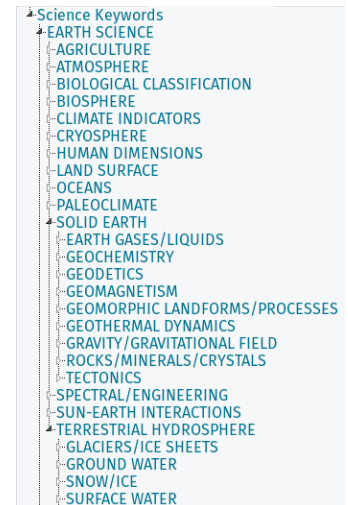 Science Keywords
EARTH SCIENCE
AGRICULTURE
ATMOSPHERE
BIOLOGICAL CLASSIFICATION
BIOSPHERE
CLIMATE INDICATORS
CRYOSPHERE
HUMAN DIMENSIONS
LAND SURFACE
OCEANS
PALEOCLIMATE
SOLID EARTH
EARTH GASES/LIQUIDS
GEOCHEMISTRY
GEODETICS
GEOMAGNETISM
GEOMORPHIC LANDFORMS/PROCESSES
GEOTHERMAL DYNAMICS
GRAVITY/GRAVITATIONAL FIELD
ROCKS/MINERALS/CRYSTALS
TECTONICS
SPECTRAL/ENGINEERING
SUN-EARTH INTERACTIONS
TERRESTRIAL HYDROSPHERE
GLACIERS/ICE SHEETS
GROUND WATER
SNOW/ICE
SURFACE WATER